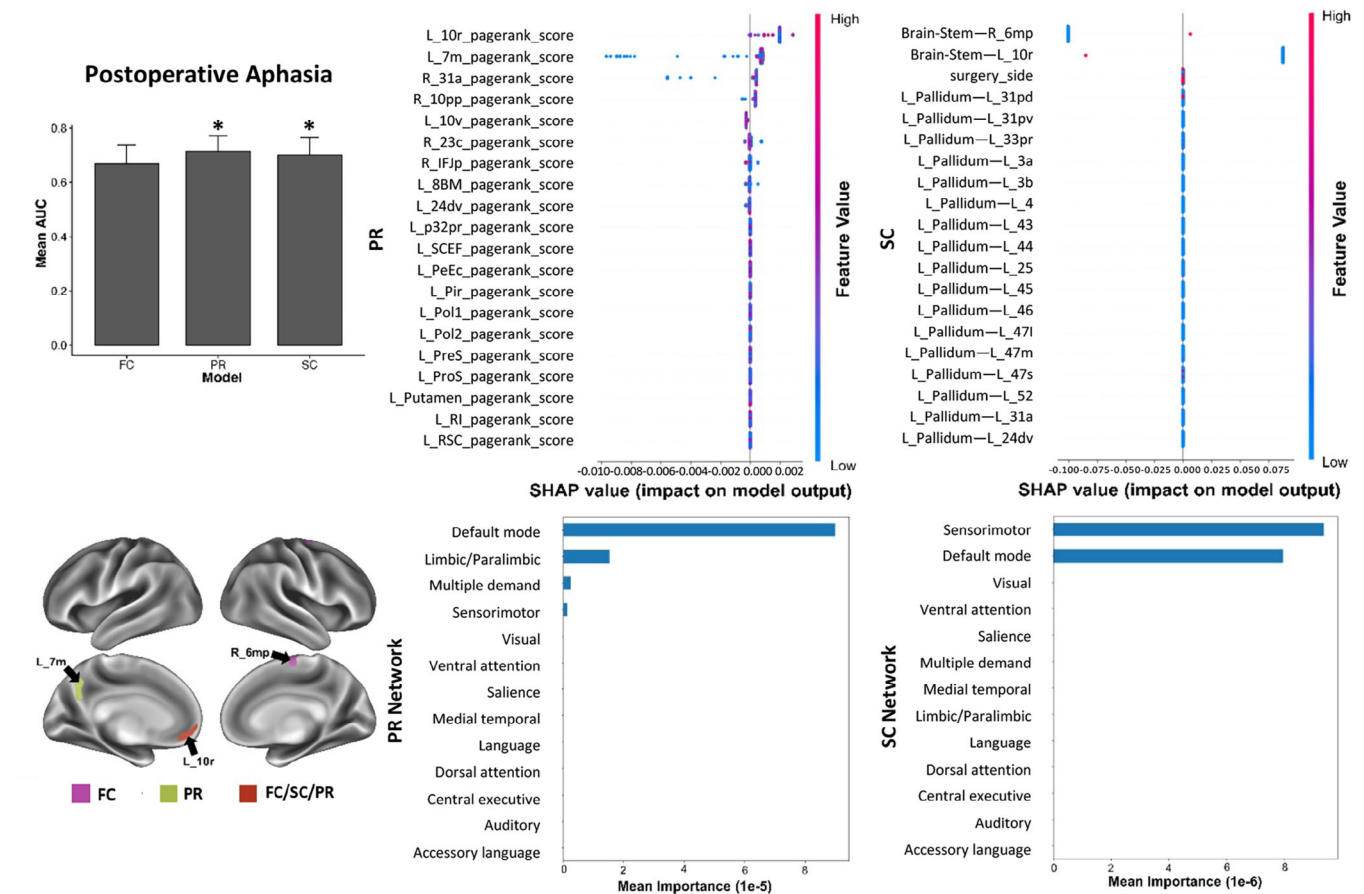 Postoperative Aphasia
Mean AUC
0.8
0.6
0.4
0.2
0.0
*
*
FC
PR
SC
Model
PR
L_10r_pagerank_score
L_7m_pagerank_score
R_31a_pagerank_score
R_10pp_pagerank_score
L_10v_pagerank_score
R_23c_pagerank_score
R_IFJp_pagerank_score
L_8BM_pagerank_score
L_24dv_pagerank_score
L_p32pr_pagerank_score
L_SCEF_pagerank_score
L_PeEc_pagerank_score
L_Pir_pagerank_score
L_Pol1_pagerank_score
L_Pol2_pagerank_score
L_PreS_pagerank_score
L_ProS_pagerank_score
L_Putamen_pagerank_score
L_RI_pagerank_score
L_RSC_pagerank_score
-0.010-0.008-0.006-0.004-0.002 0.000 0.002
SHAP value (impact on model output)
High
Feature Value
Low
SC
Brain-Stem—R_6mp
Brain-Stem—L_10r
surgery_side
L_Pallidum—L_31pd
L_Pallidum—L_31pv
L_Pallidum—L_33pr
L_Pallidum—L_3a
L_Pallidum—L_3b
L_Pallidum—L_4
L_Pallidum—L_43
L_Pallidum—L_44
L_Pallidum—L_25
L_Pallidum—L_45
L_Pallidum—L_46
L_Pallidum—L_47l
L_Pallidum—L_47m
L_Pallidum—L_47s
L_Pallidum—L_52
L_Pallidum—L_31a
L_Pallidum—L_24dv
-0.100-0.075-0.050-0.025 0.000 0.025 0.050 0.075
SHAP value (impact on model output)
High
Feature Value
Low
L_7m
R_6mp
L_10r
FC
PR
FC/SC/PR
PR Network
Default mode
Limbic/Paralimbic
Multiple demand
Sensorimotor
Visual
Ventral attention
Salience
Medial temporal
Language
Dorsal attention
Central executive
Auditory
Accessory language
0 2 4 6 8
Mean Importance (1e-5)
SC Network
Sensorimotor
Default mode
Visual
Ventral attention
Salience
Multiple demand
Medial temporal
Limbic/Paralimbic
Language
Dorsal attention
Central executive
Auditory
Accessory language
0 2 4 6 8
Mean Importance (1e-6)